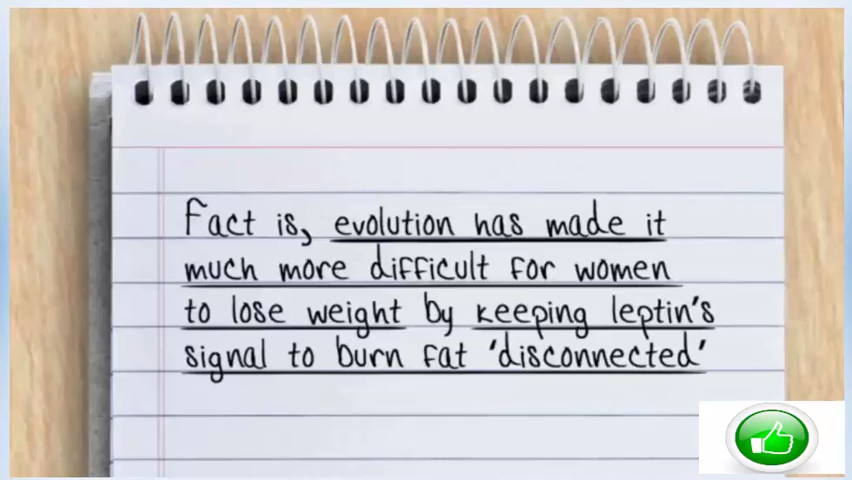 Fact is, evolution has made it
much more difficult for women
to lose weight by keeping leptin's
signal to burn fat 'disconnected'